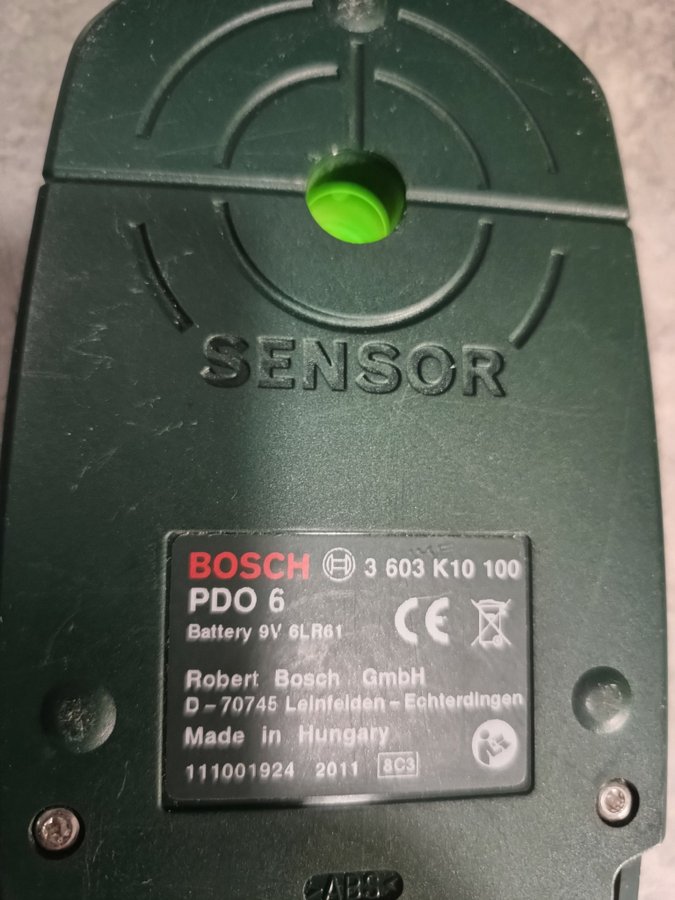 SENSOR
BOSCH 3 603 K10 100
PDO 6
Battery 9V 6LR61
Robert Bosch GmbH
D-70745 Leinfelden-Echterdingen
Made in Hungary
111001924 2011 8C3
>ABS<